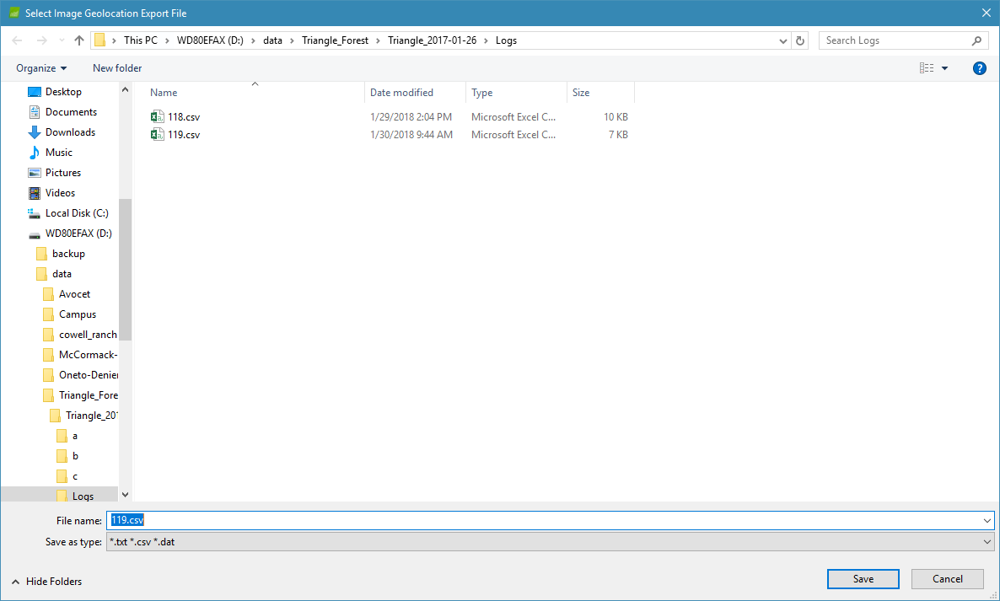 Select Image Geolocation Export File
This PC > WD80EFAX (D:) > data > Triangle_Forest > Triangle_2017-01-26 > Logs
Search Logs
Organize
New folder
Desktop
Documents
Downloads
Music
Pictures
Videos
Local Disk (C:)
WD80EFAX (D:)
backup
data
Avocet
Campus
cowell_ranch
McCormack-
Oneto-Denier
Triangle_Fore
Triangle_201
a
b
c
Logs
Name Date modified Type Size
118.csv 1/29/2018 2:04 PM Microsoft Excel C... 10 KB
119.csv 1/30/2018 9:44 AM Microsoft Excel C... 7 KB
File name: 119.csv
Save as type: *.txt *.csv *.dat
Hide Folders
Save
Cancel